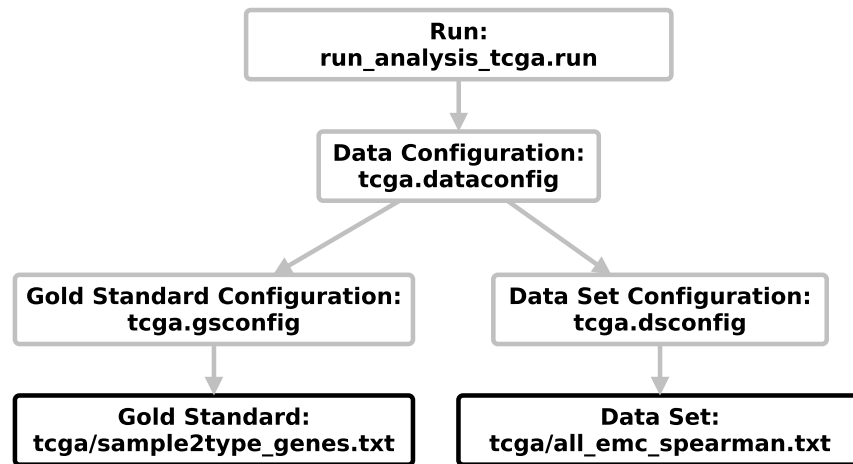 Run:
run_analysis_tcga.run
Data Configuration:
tcga.dataconfig
Gold Standard Configuration:
tcga.gsconfig
Data Set Configuration:
tcga.dsconfig
Gold Standard:
tcga/sample2type_genes.txt
Data Set:
tcga/all_emc_spearman.txt